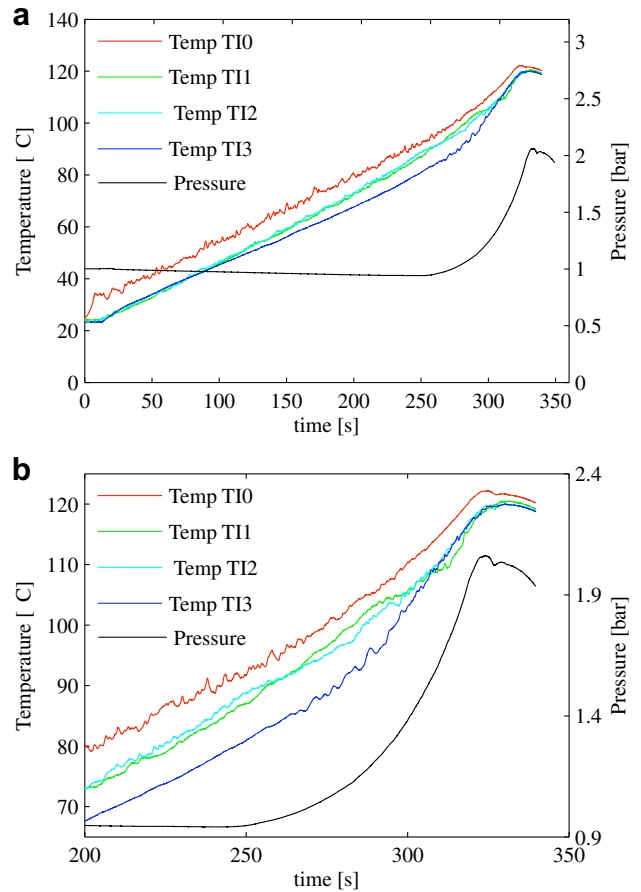 a
140
120
100
80
60
40
20
0
Temperature [ C]
Temp TI0
Temp TI1
Temp TI2
Temp TI3
Pressure
3
2.5
2
1.5
1
0.5
0
Pressure [bar]
0 50 100 150 200 250 300 350
time [s]
b
120
110
100
90
80
70
Temperature [ C]
Temp TI0
Temp TI1
Temp TI2
Temp TI3
Pressure
2.4
1.9
1.4
0.9
Pressure [bar]
200 250 300 350
time [s]